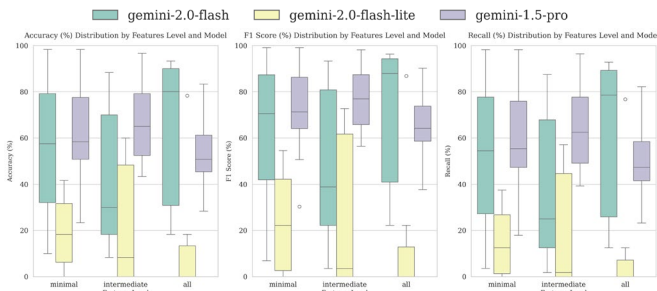 gemini-2.0-flash gemini-2.0-flash-lite gemini-1.5-pro
Accuracy (%) Distribution by Features Level and Model
F1 Score (%) Distribution by Features Level and Mode
Recall (%) Distribution by Features Level and Mode
Accuracy (%)
100
80
60
40
20
0
minimal intermediate all
F1 Score (%)
100
80
60
40
20
0
minimal intermediate all
Recall (%)
100
80
60
40
20
0
minimal intermediate all